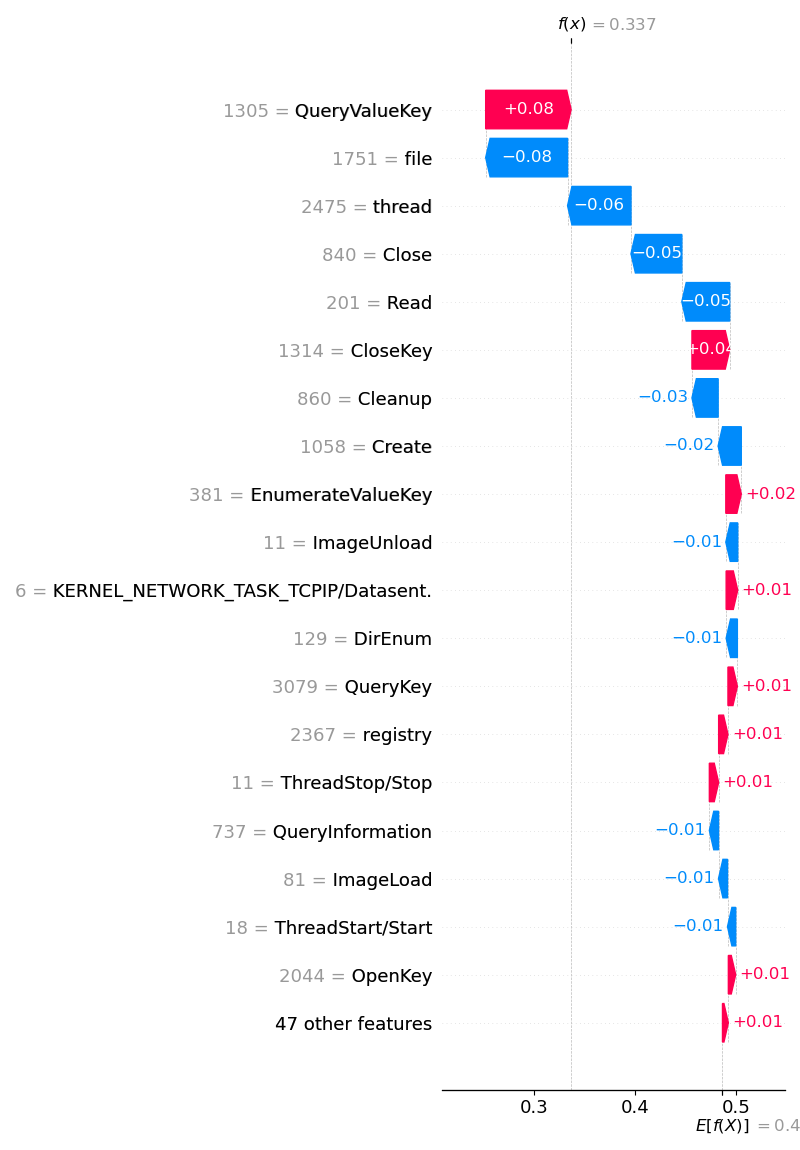 f(x) = 0.337
1305 = QueryValueKey +0.08
1751 = file −0.08
2475 = thread −0.06
840 = Close −0.05
201 = Read −0.05
1314 = CloseKey +0.04
860 = Cleanup −0.03
1058 = Create −0.02
381 = EnumerateValueKey +0.02
11 = ImageUnload −0.01
6 = KERNEL_NETWORK_TASK_TCPIP/Datasent. +0.01
129 = DirEnum −0.01
3079 = QueryKey +0.01
2367 = registry +0.01
11 = ThreadStop/Stop +0.01
737 = QueryInformation −0.01
81 = ImageLoad −0.01
18 = ThreadStart/Start −0.01
2044 = OpenKey +0.01
47 other features +0.01
0.3 0.4 0.5
E[f(X)] = 0.4